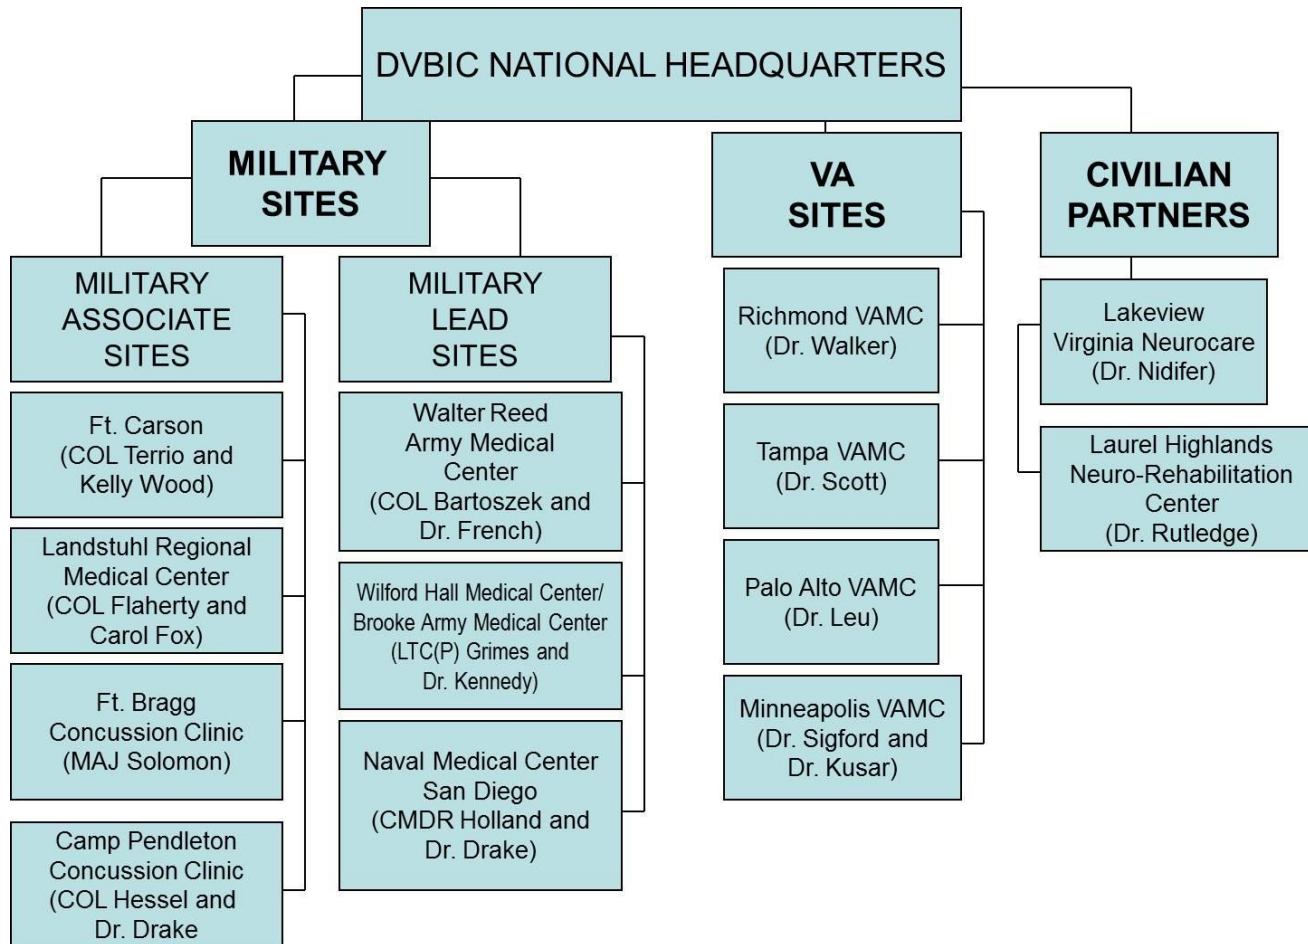 DVBIC NATIONAL HEADQUARTERS
MILITARY
SITES
VA
SITES
CIVILIAN
PARTNERS
MILITARY
ASSOCIATE
SITES
Ft. Carson
(COL Terrio and
Kelly Wood)
Landstuhl Regional
Medical Center
(COL Flaherty and
Carol Fox)
Ft. Bragg
Concussion Clinic
(MAJ Solomon)
Camp Pendleton
Concussion Clinic
(COL Hessel and
Dr. Drake
MILITARY
LEAD
SITES
Walter Reed
Army Medical
Center
(COL Bartoszek and
Dr. French)
Wilford Hall Medical Center/
Brooke Army Medical Center
(LTC(P) Grimes and
Dr. Kennedy)
Naval Medical Center
San Diego
(CMDR Holland and
Dr. Drake)
Richmond VAMC
(Dr. Walker)
Tampa VAMC
(Dr. Scott)
Palo Alto VAMC
(Dr. Leu)
Minneapolis VAMC
(Dr. Sigford and
Dr. Kusar)
Lakeview
Virginia Neurocare
(Dr. Nidifer)
Laurel Highlands
Neuro-Rehabilitation
Center
(Dr. Rutledge)